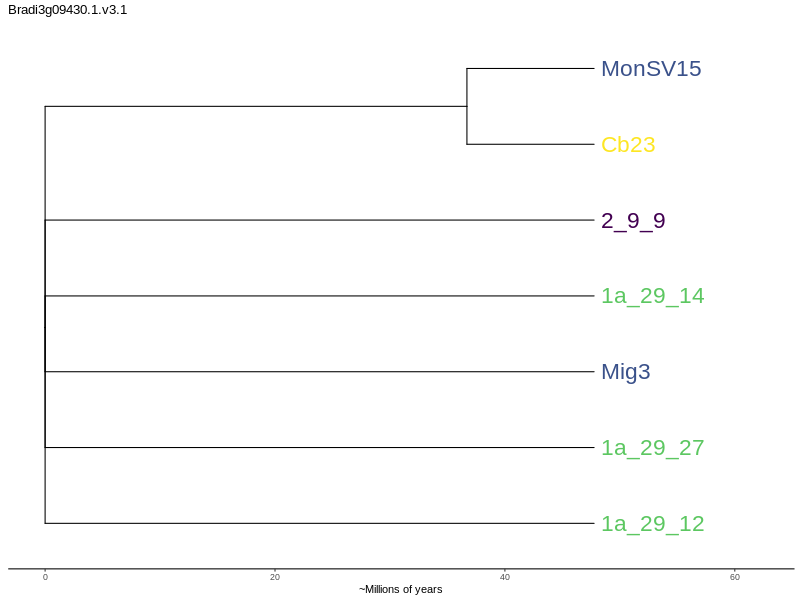 Bradi3g09430.1.v3.1
MonSV15
Cb23
2_9_9
1a_29_14
Mig3
1a_29_27
1a_29_12
0 20 40 60
~Millions of years